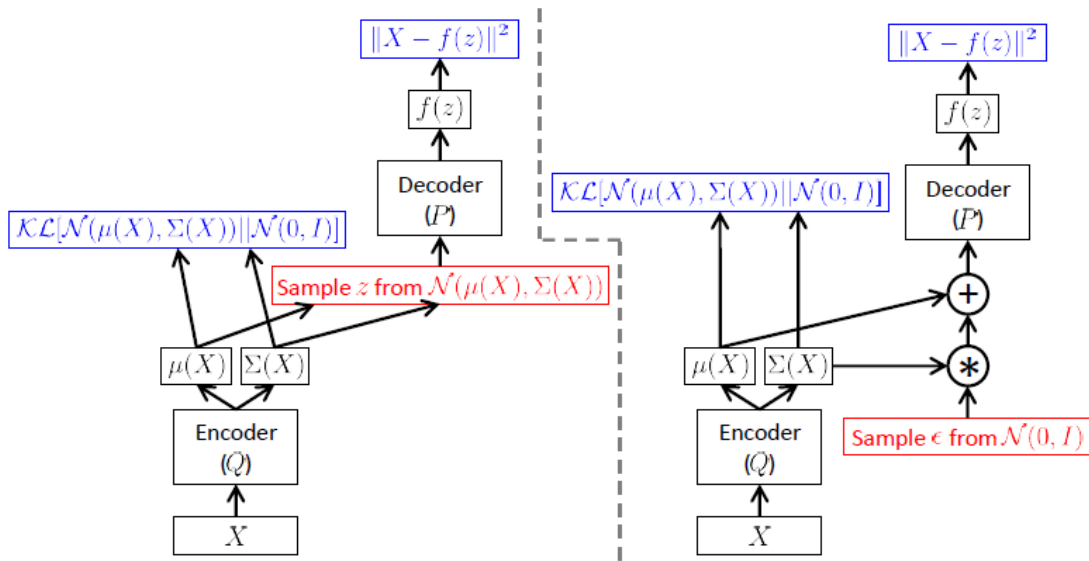 ‖X − f(z)‖²
f(z)
Decoder
(P)
𝒦ℒ[𝒩(μ(X), Σ(X))||𝒩(0, I)]
Sample z from 𝒩(μ(X), Σ(X))
μ(X)
Σ(X)
Encoder
(Q)
X
‖X − f(z)‖²
f(z)
Decoder
(P)
𝒦ℒ[𝒩(μ(X), Σ(X))||𝒩(0, I)]
+
μ(X)
Σ(X)
*
Sample ϵ from 𝒩(0, I)
Encoder
(Q)
X